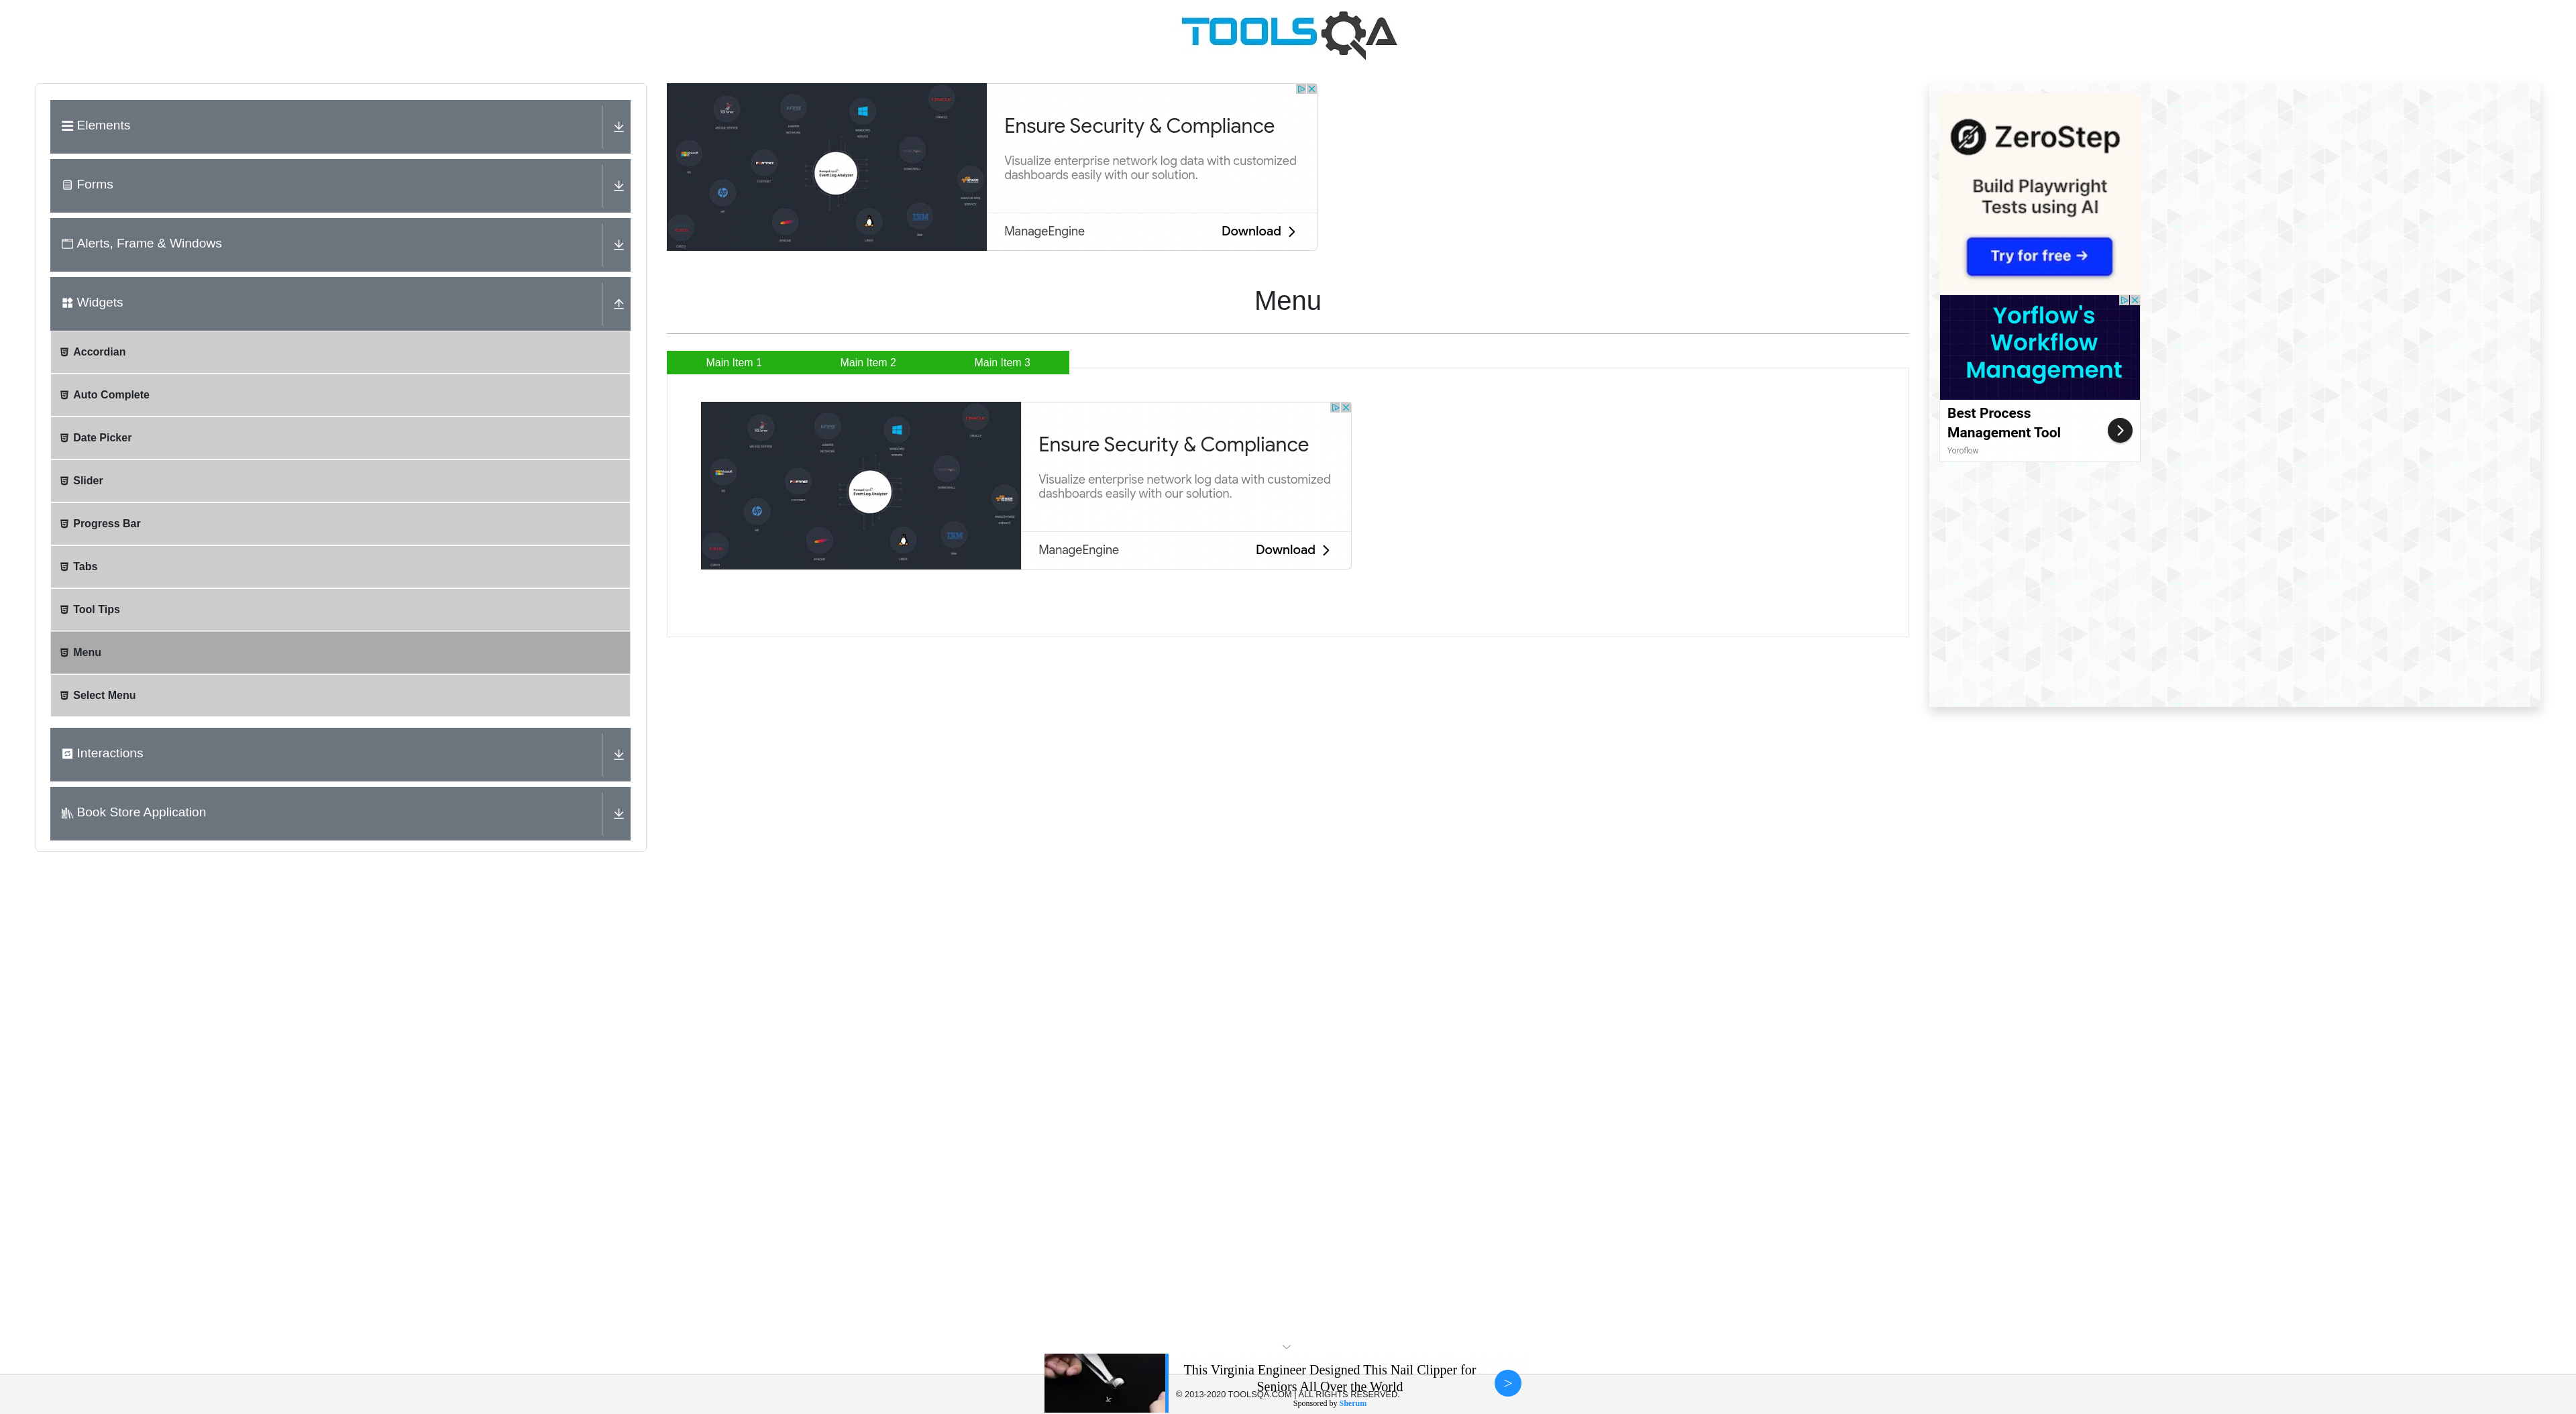 TOOLSQA
Elements
Forms
Alerts, Frame & Windows
Widgets
Accordian
Auto Complete
Date Picker
Slider
Progress Bar
Tabs
Tool Tips
Menu
Select Menu
Interactions
Book Store Application
Ensure Security & Compliance
Visualize enterprise network log data with customized
dashboards easily with our solution.
ManageEngine
Download
Menu
Main Item 1
Main Item 2
Main Item 3
Ensure Security & Compliance
Visualize enterprise network log data with customized
dashboards easily with our solution.
ManageEngine
Download
ZeroStep
Build Playwright
Tests using AI
Try for free →
Yorflow's
Workflow
Management
Best Process
Management Tool
Yoroflow
This Virginia Engineer Designed This Nail Clipper for
Seniors All Over the World
© 2013-2020 TOOLSQA.COM | ALL RIGHTS RESERVED.
Sponsored by Sherum